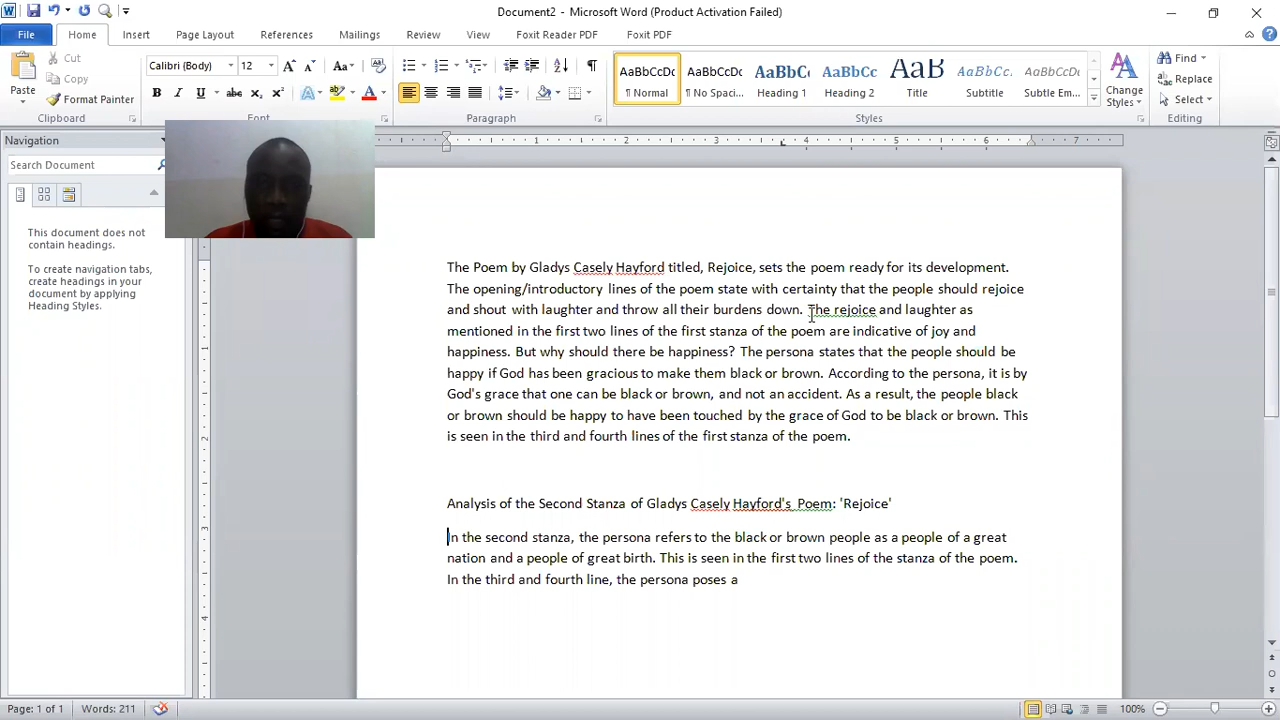 Document2 - Microsoft Word (Product Activation Failed)
File Home Insert Page Layout References Mailings Review View Foxit Reader PDF Foxit PDF
Paste
Cut
Copy
Format Painter
Clipboard
Calibri (Body) 12
Font
Paragraph
AaBbCcDc AaBbCcDc AaBbC AaBbCc AaB AaBbCcL AaBbCcDc
¶ Normal ¶ No Spaci... Heading 1 Heading 2 Title Subtitle Subtle Em...
Change
Styles
Styles
Find
Replace
Select
Editing
Navigation
Search Document
This document does not
contain headings.
To create navigation tabs,
create headings in your
document by applying
Heading Styles.
1 2 3 4 5 6 7
The Poem by Gladys Casely Hayford titled, Rejoice, sets the poem ready for its development.
The opening/introductory lines of the poem state with certainty that the people should rejoice
and shout with laughter and throw all their burdens down. The rejoice and laughter as
mentioned in the first two lines of the first stanza of the poem are indicative of joy and
happiness. But why should there be happiness? The persona states that the people should be
happy if God has been gracious to make them black or brown. According to the persona, it is by
God's grace that one can be black or brown, and not an accident. As a result, the people black
or brown should be happy to have been touched by the grace of God to be black or brown. This
is seen in the third and fourth lines of the first stanza of the poem.
Analysis of the Second Stanza of Gladys Casely Hayford's Poem: 'Rejoice'
In the second stanza, the persona refers to the black or brown people as a people of a great
nation and a people of great birth. This is seen in the first two lines of the stanza of the poem.
In the third and fourth line, the persona poses a
Page: 1 of 1 Words: 211 100%